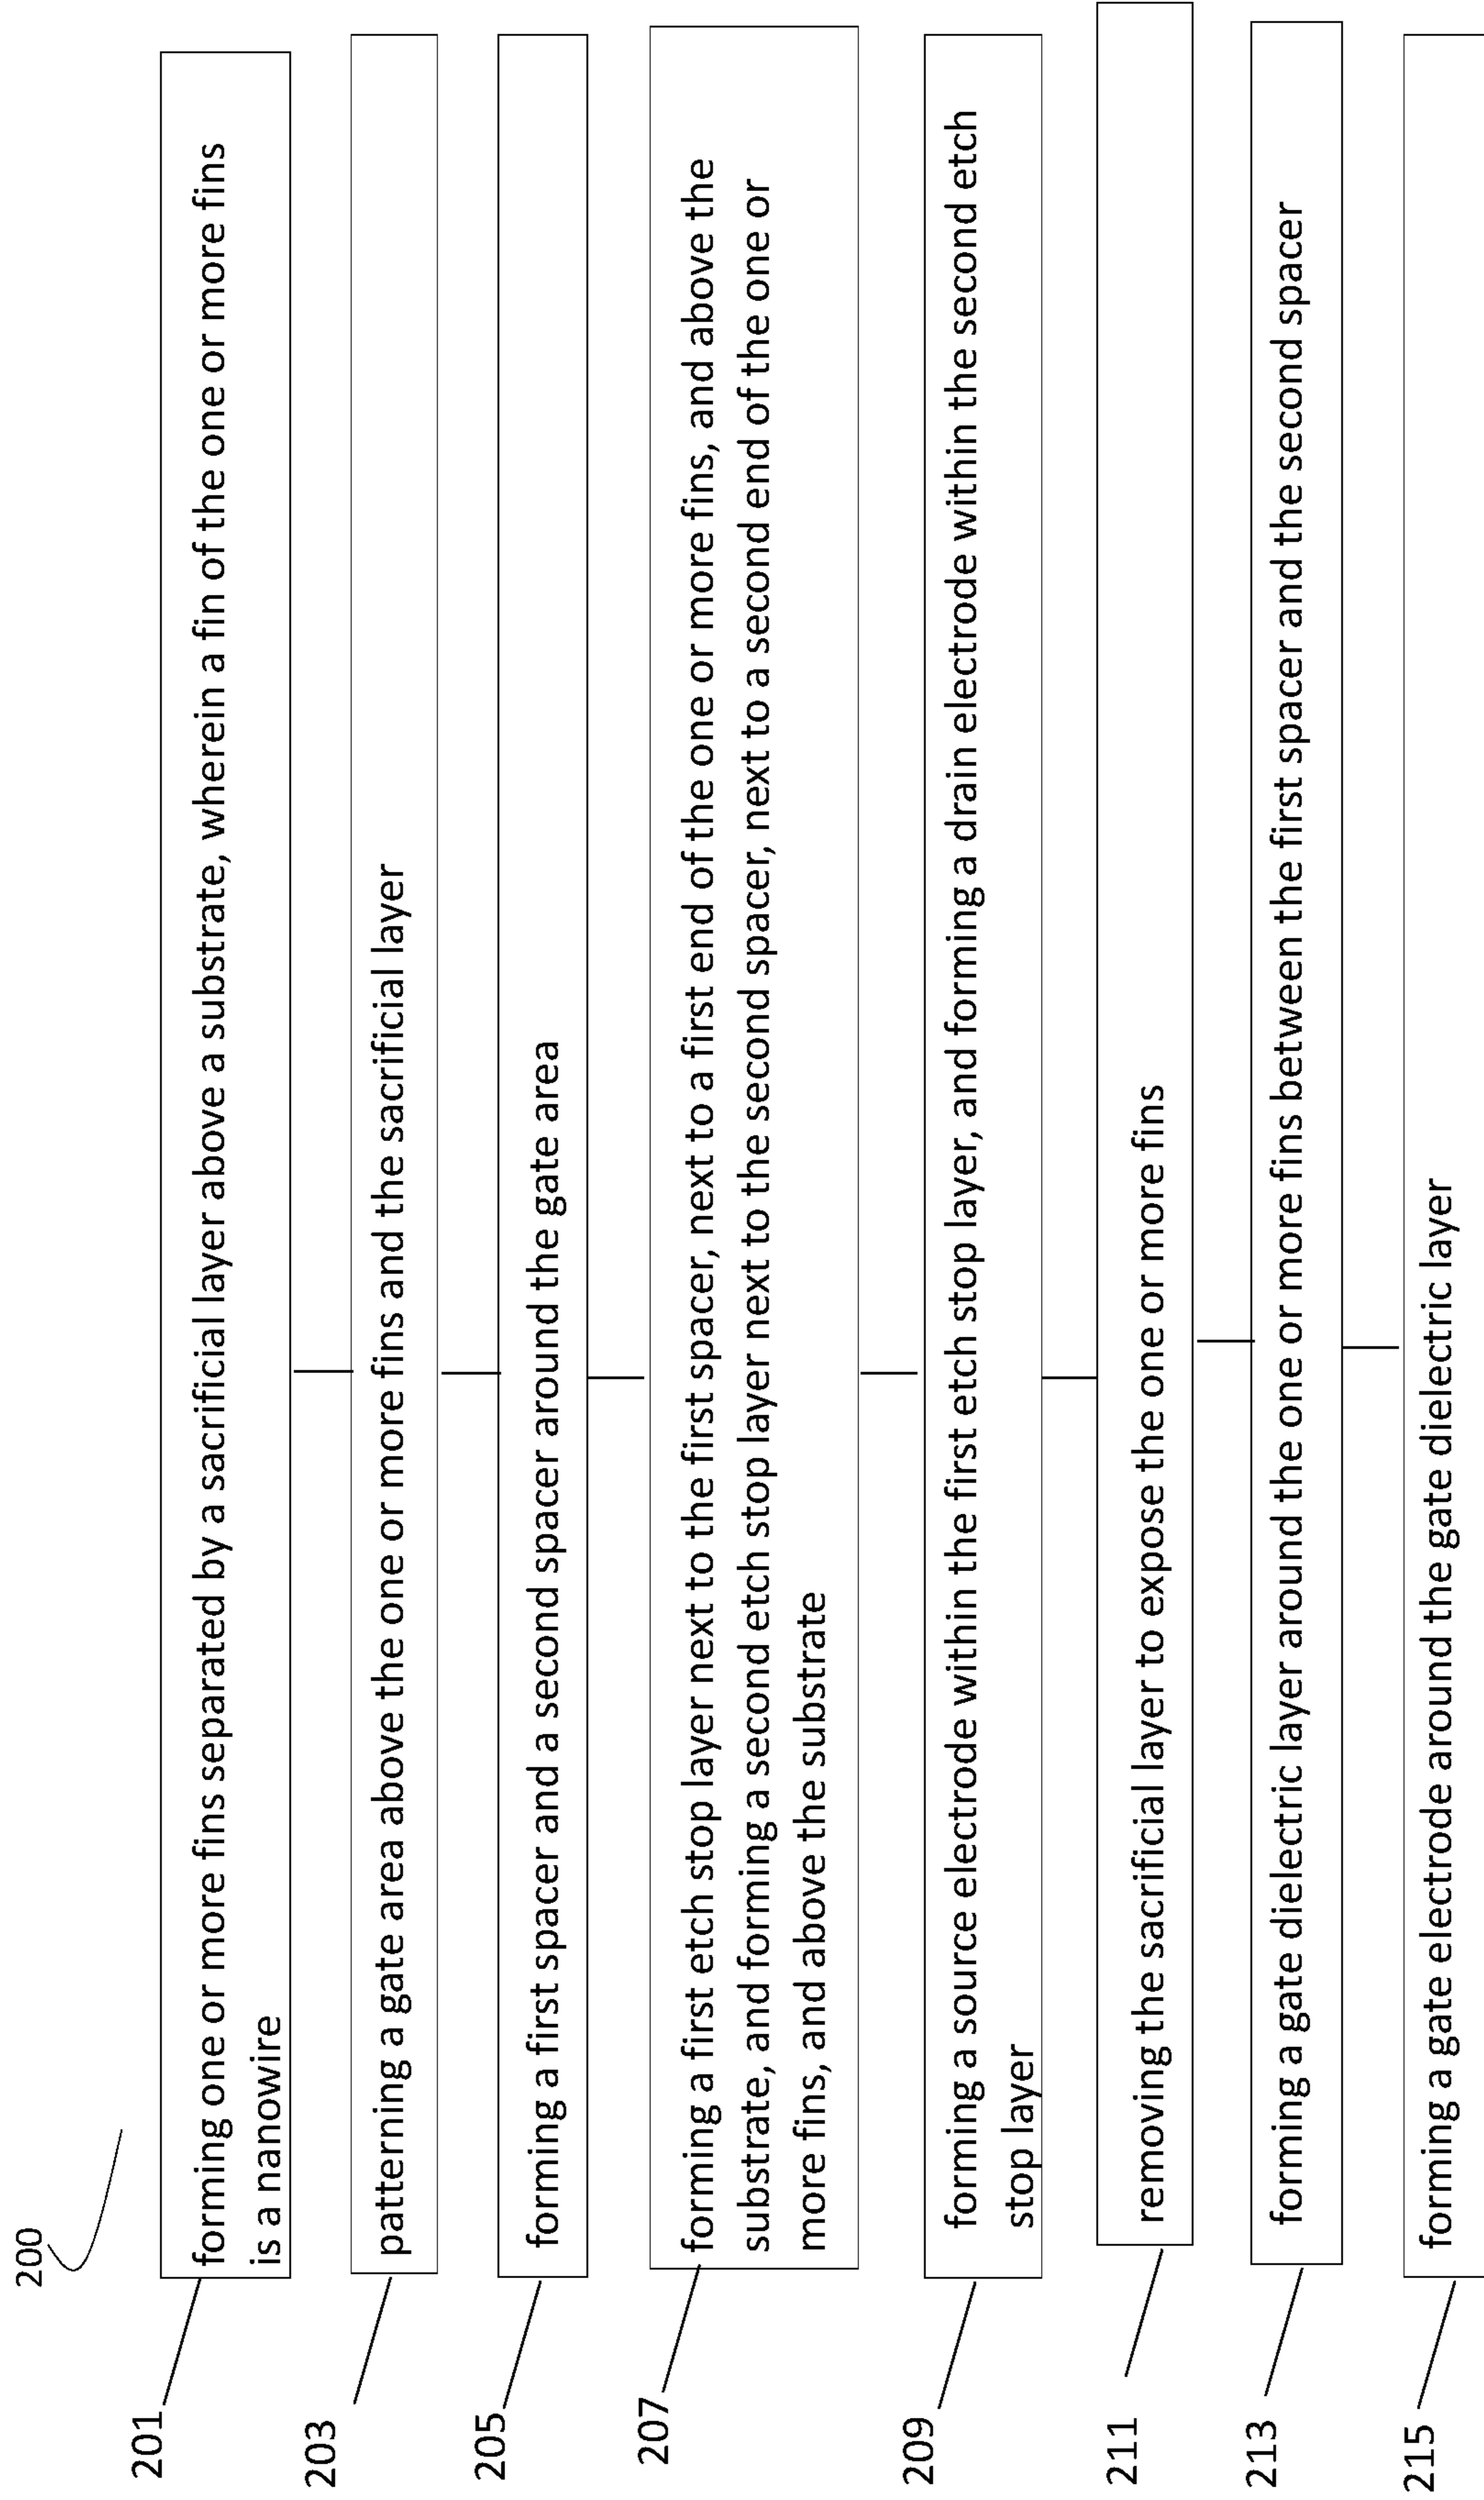 200
201
forming one or more fins separated by a sacrificial layer above a substrate, wherein a fin of the one or more fins
is a nanowire
203
patterning a gate area above the one or more fins and the sacrificial layer
205
forming a first spacer and a second spacer around the gate area
207
forming a first etch stop layer next to the first spacer, next to a first end of the one or more fins, and above the
substrate, and forming a second etch stop layer next to the second spacer, next to a second end of the one or
more fins, and above the substrate
209
forming a source electrode within the first etch stop layer, and forming a drain electrode within the second etch
stop layer
211
removing the sacrificial layer to expose the one or more fins
213
forming a gate dielectric layer around the one or more fins between the first spacer and the second spacer
215
forming a gate electrode around the gate dielectric layer